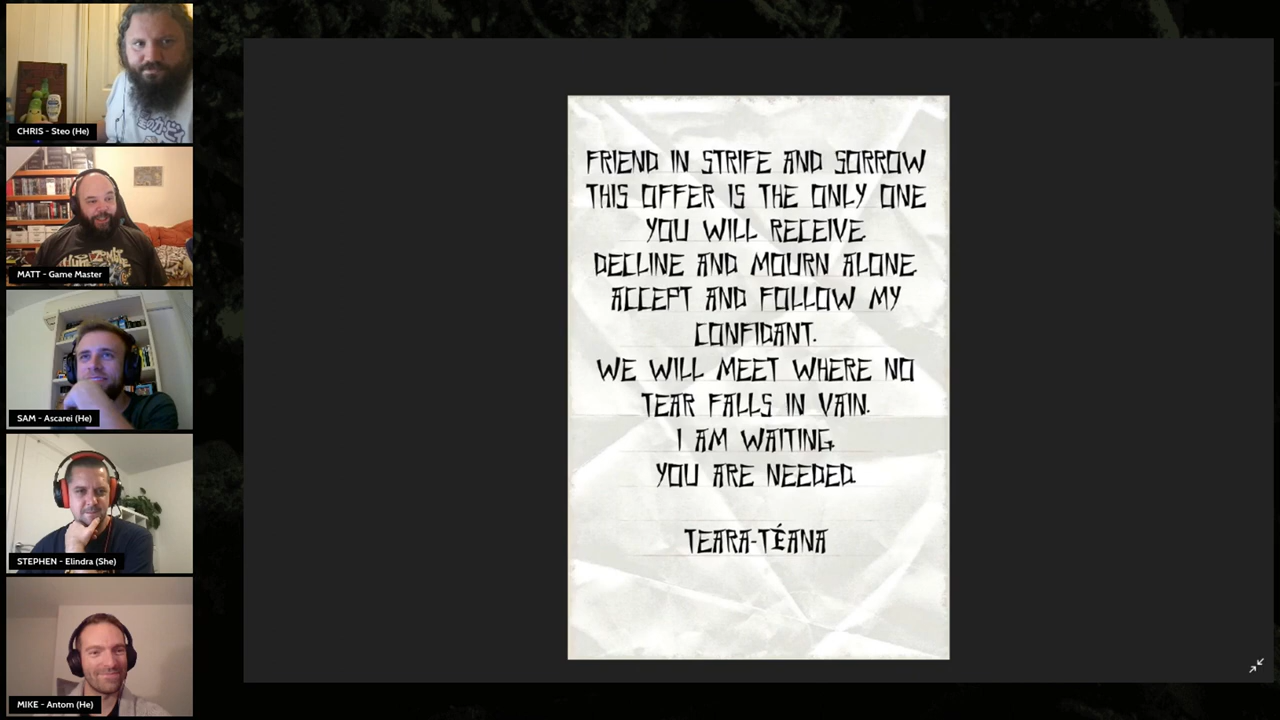 CHRIS - Steo (He)
MATT - Game Master
SAM - Ascarei (He)
STEPHEN - Elindra (She)
MIKE - Antom (He)
FRIEND IN STRIFE AND SORROW
THIS OFFER IS THE ONLY ONE
YOU WILL RECEIVE.
DECLINE AND MOURN ALONE.
ACCEPT AND FOLLOW MY
CONFIDANT.
WE WILL MEET WHERE NO
TEAR FALLS IN VAIN.
I AM WAITING.
YOU ARE NEEDED.
TEARA-TÉANA